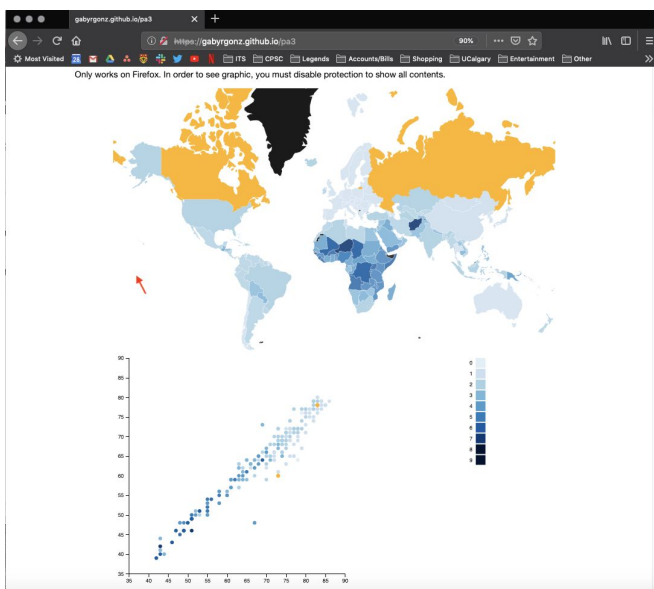 gabyrgonz.github.io/pa3
https://gabyrgonz.github.io/pa3
90%
Most Visited
28
ITS
CPSC
Legends
Accounts/Bills
Shopping
UCalgary
Entertainment
Other
Only works on Firefox. In order to see graphic, you must disable protection to show all contents.
90
85
80
75
70
65
60
55
50
45
40
35
35 40 45 50 55 60 65 70 75 80 85 90
0
1
2
3
4
5
6
7
8
9